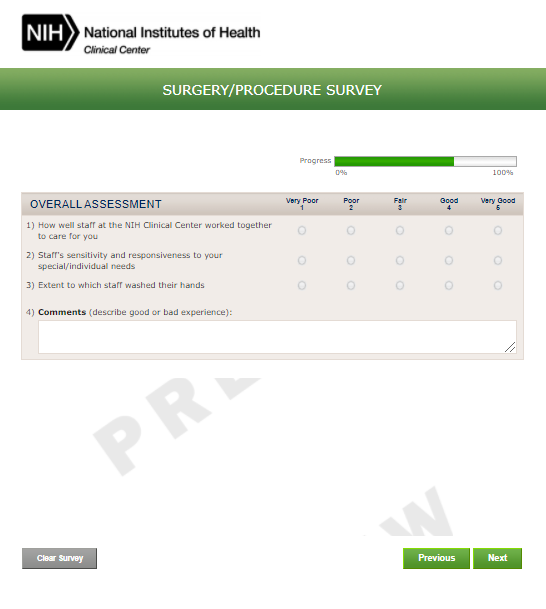 NIH National Institutes of Health
Clinical Center
SURGERY/PROCEDURE SURVEY
Progress
0% 100%
OVERALL ASSESSMENT Very Poor Poor Fair Good Very Good
1 2 3 4 5
1) How well staff at the NIH Clinical Center worked together
to care for you
2) Staff's sensitivity and responsiveness to your
special/individual needs
3) Extent to which staff washed their hands
4) Comments (describe good or bad experience):
Clear Survey Previous Next